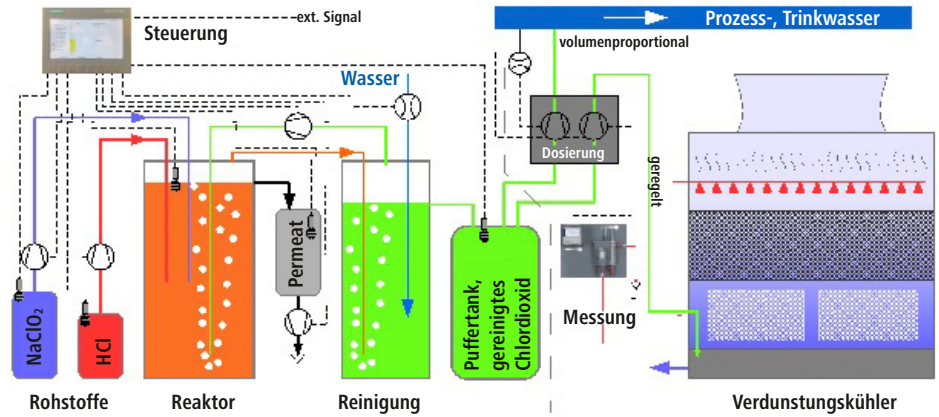 Steuerung
ext. Signal
Prozess-, Trinkwasser
volumenproportional
Wasser
Dosierung
geregelt
NaClO₂
HCl
Permeat
Puffertank,
gereinigtes
Chlordioxid
Messung
Rohstoffe
Reaktor
Reinigung
Verdunstungskühler